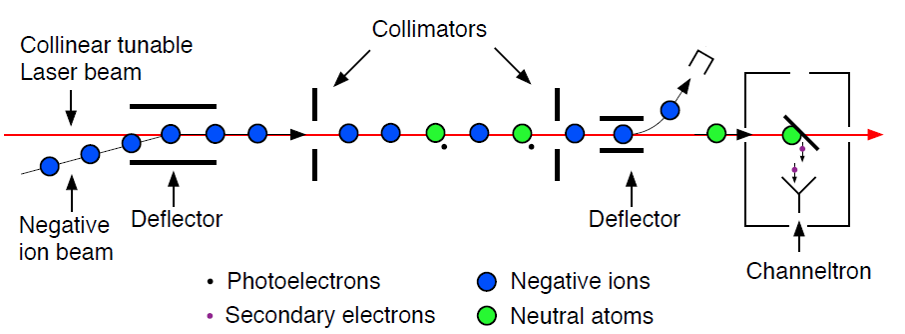 Collimators
Collinear tunable
Laser beam
Negative
ion beam
Deflector
Deflector
Channeltron
Photoelectrons
Negative ions
Secondary electrons
Neutral atoms